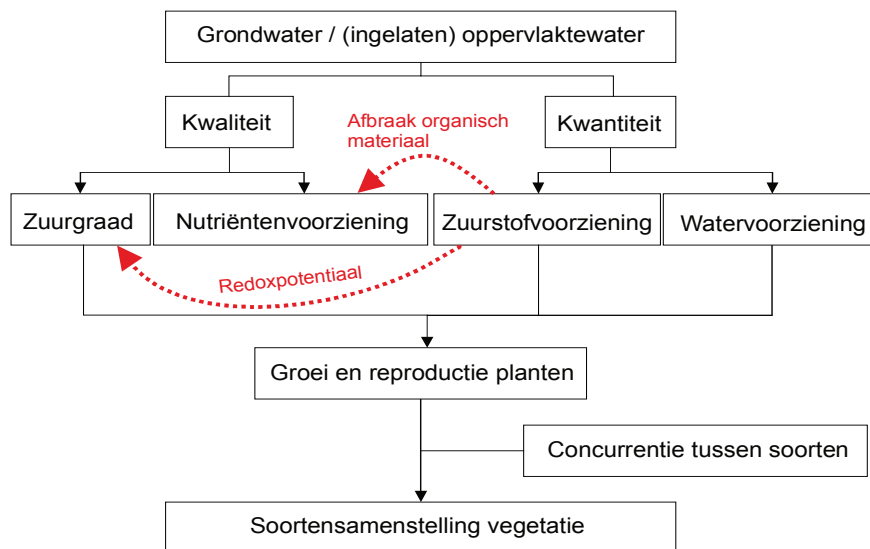 Grondwater / (ingelaten) oppervlaktewater
Kwaliteit
Afbraak organisch
materiaal
Kwantiteit
Zuurgraad
Nutriëntenvoorziening
Zuurstofvoorziening
Watervoorziening
Redoxpotentiaal
Groei en reproductie planten
Concurrentie tussen soorten
Soortensamenstelling vegetatie